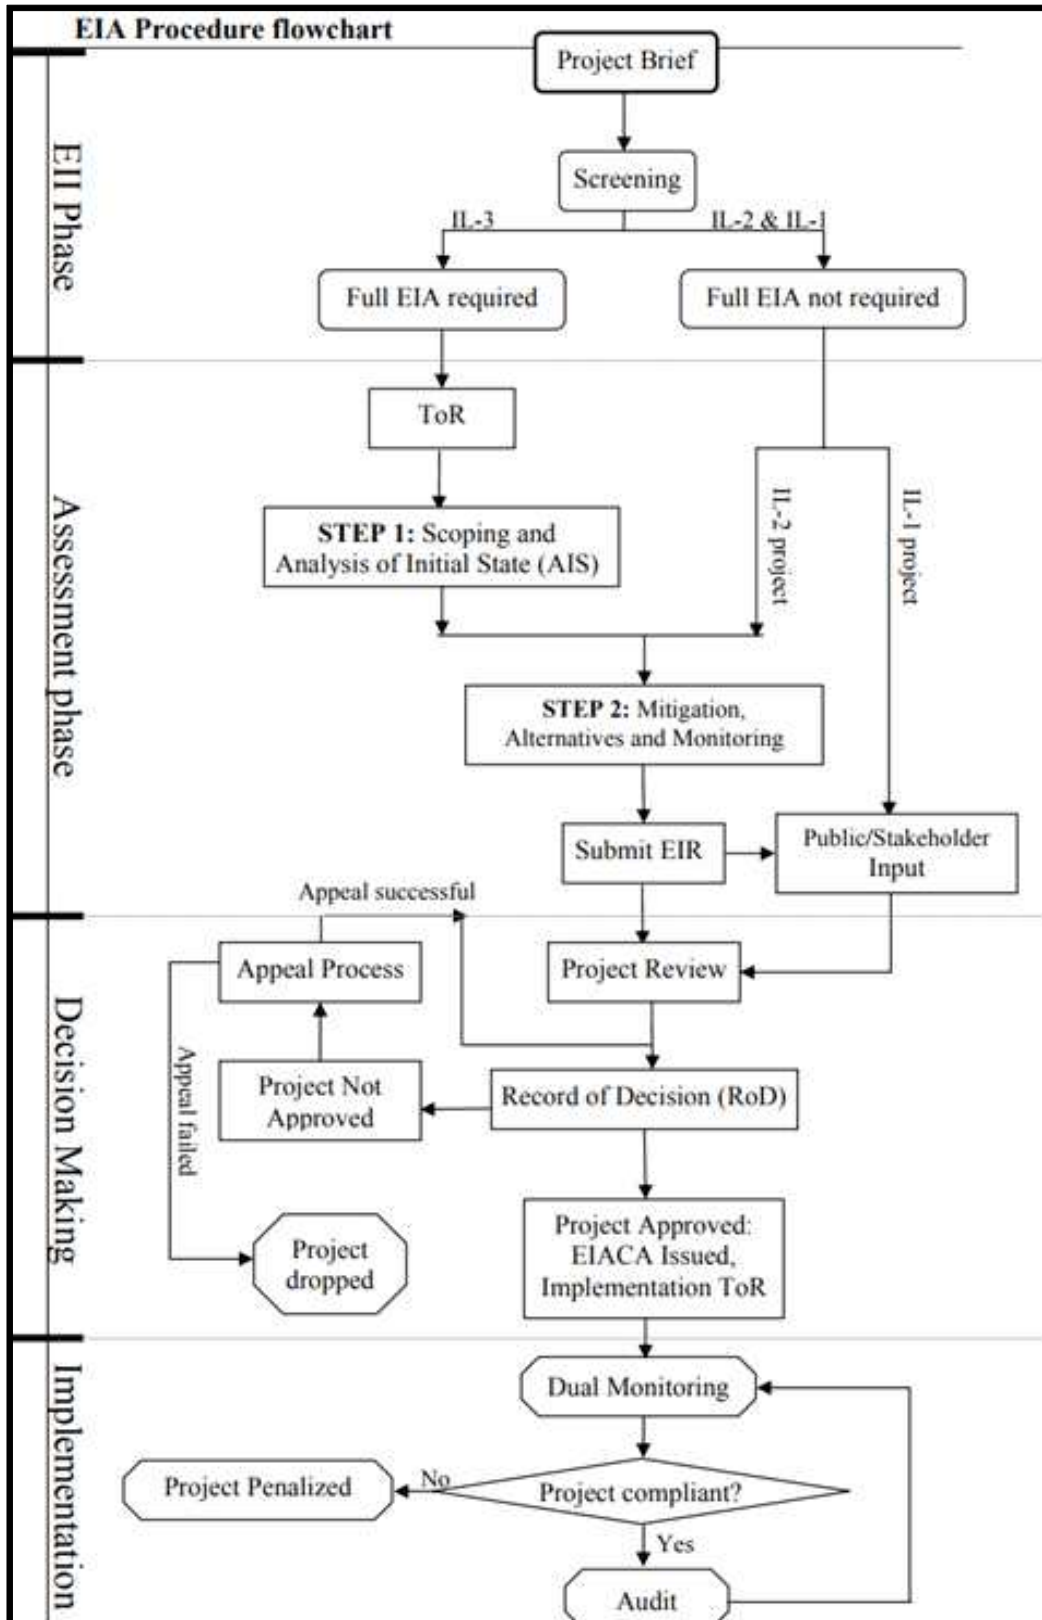 EIA Procedure flowchart
Project Brief
EII Phase
Screening
IL-3
IL-2 & IL-1
Full EIA required
Full EIA not required
Assessment phase
ToR
STEP 1: Scoping and
Analysis of Initial State (AIS)
IL-2 project
IL-1 project
STEP 2: Mitigation,
Alternatives and Monitoring
Submit EIR
Public/Stakeholder
Input
Decision Making
Appeal successful
Appeal Process
Project Review
Appeal failed
Project Not
Approved
Record of Decision (RoD)
Project
dropped
Project Approved:
EIACA Issued,
Implementation ToR
Implementation
Dual Monitoring
Project Penalized
No
Project compliant?
Yes
Audit